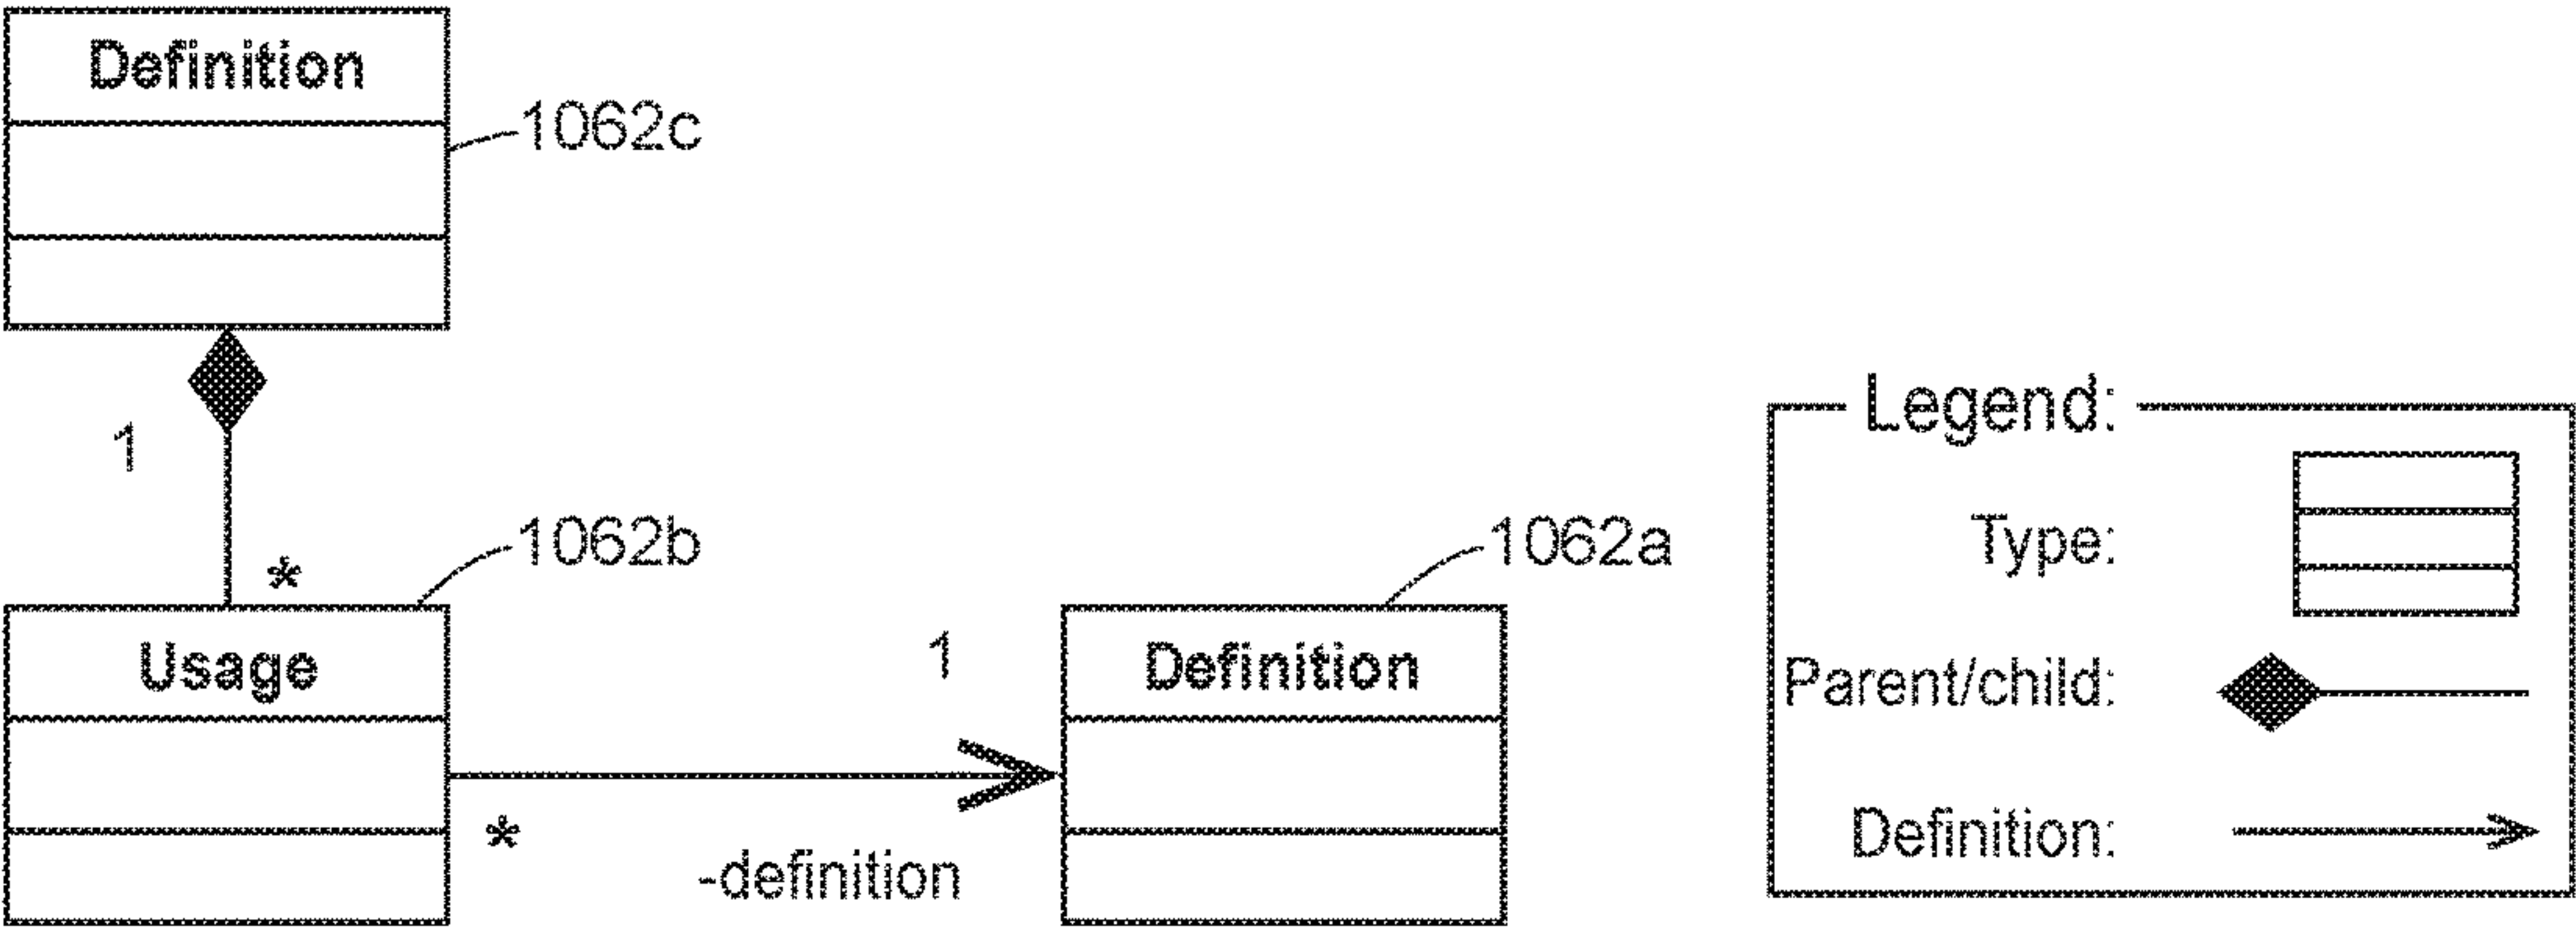 Definition
1062c
1
*
1062b
1062a
Usage
1
Definition
*
-definition
Legend:
Type:
Parent/child:
Definition: